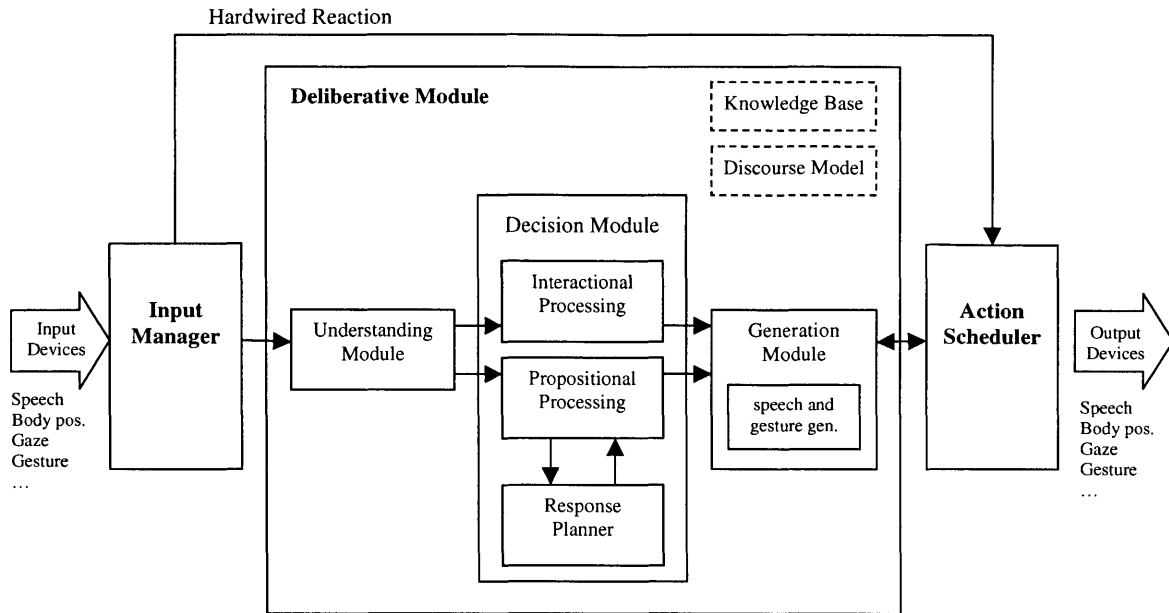 Hardwired Reaction
Deliberative Module
Knowledge Base
Discourse Model
Decision Module
Input
Devices
Speech
Body pos.
Gaze
Gesture
…
Input
Manager
Understanding
Module
Interactional
Processing
Propositional
Processing
Response
Planner
Generation
Module
speech and
gesture gen.
Action
Scheduler
Output
Devices
Speech
Body pos.
Gaze
Gesture
…